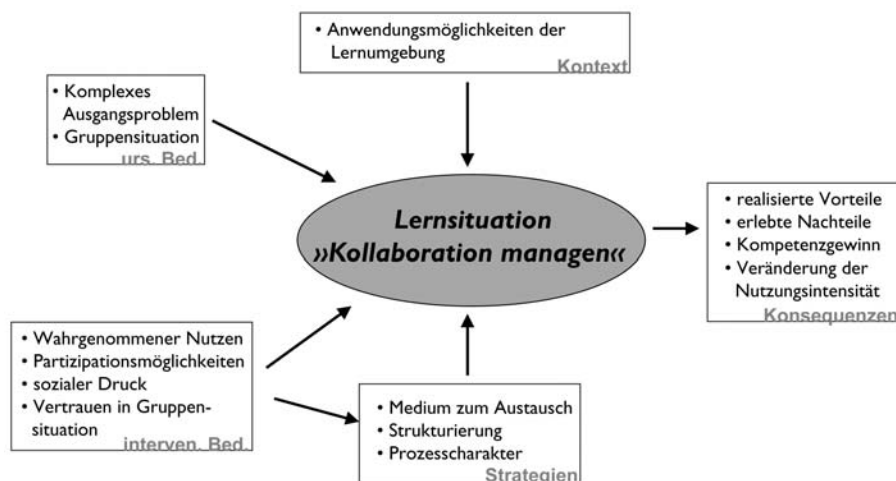 • Anwendungsmöglichkeiten der
Lernumgebung
Kontext
• Komplexes
Ausgangsproblem
• Gruppensituation
urs. Bed.
Lernsituation
»Kollaboration managen«
• realisierte Vorteile
• erlebte Nachteile
• Kompetenzgewinn
• Veränderung der
Nutzungsintensität
Konsequenzen
• Wahrgenommener Nutzen
• Partizipationsmöglichkeiten
• sozialer Druck
• Vertrauen in Gruppen-
situation
interven. Bed.
• Medium zum Austausch
• Strukturierung
• Prozesscharakter
Strategien